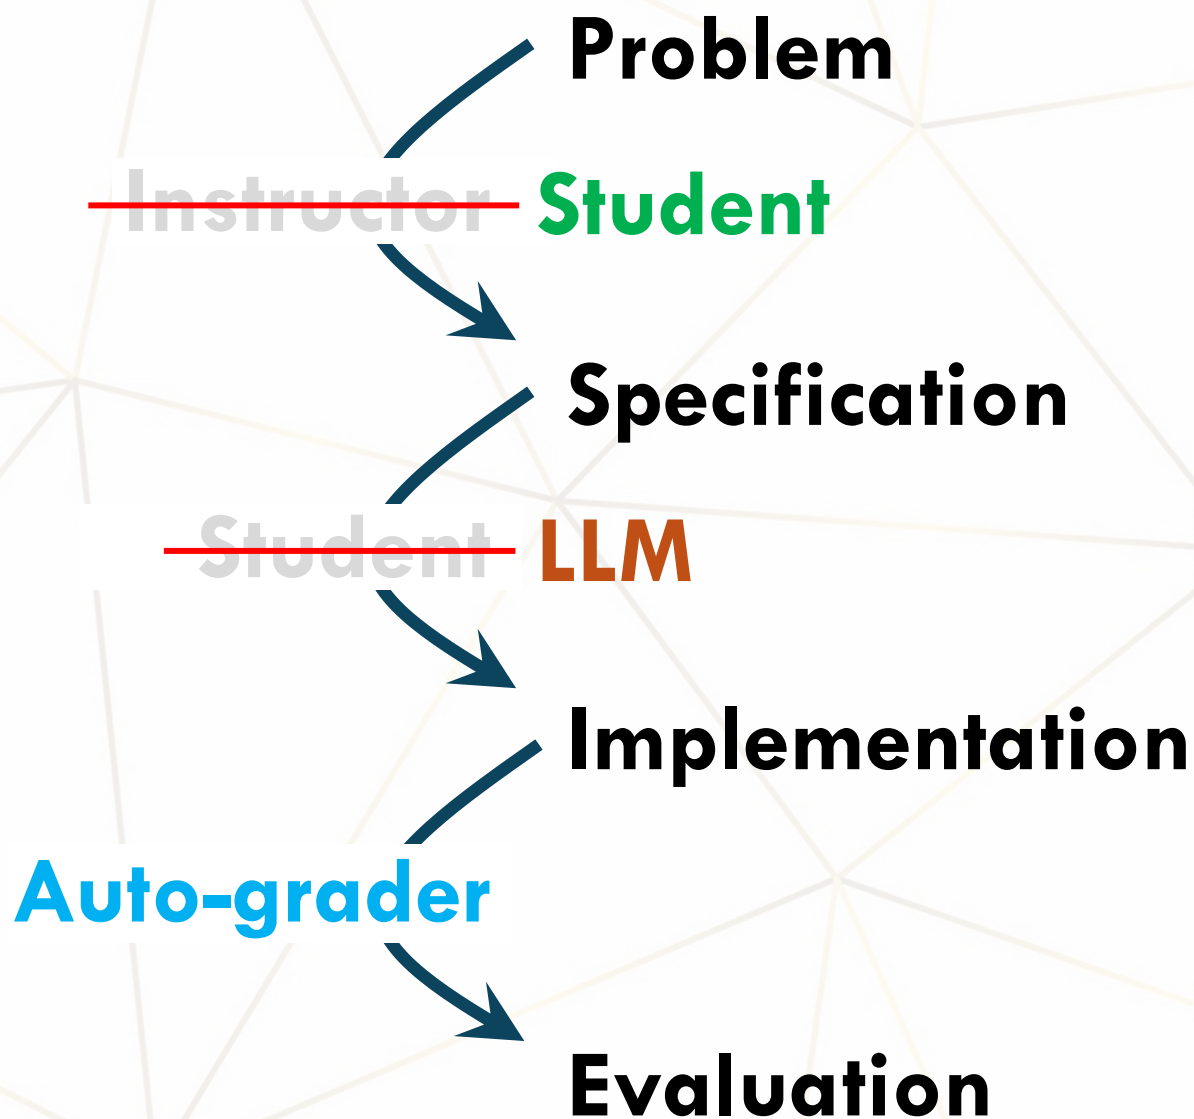 Problem
Instructor Student
Specification
Student LLM
Implementation
Auto-grader
Evaluation